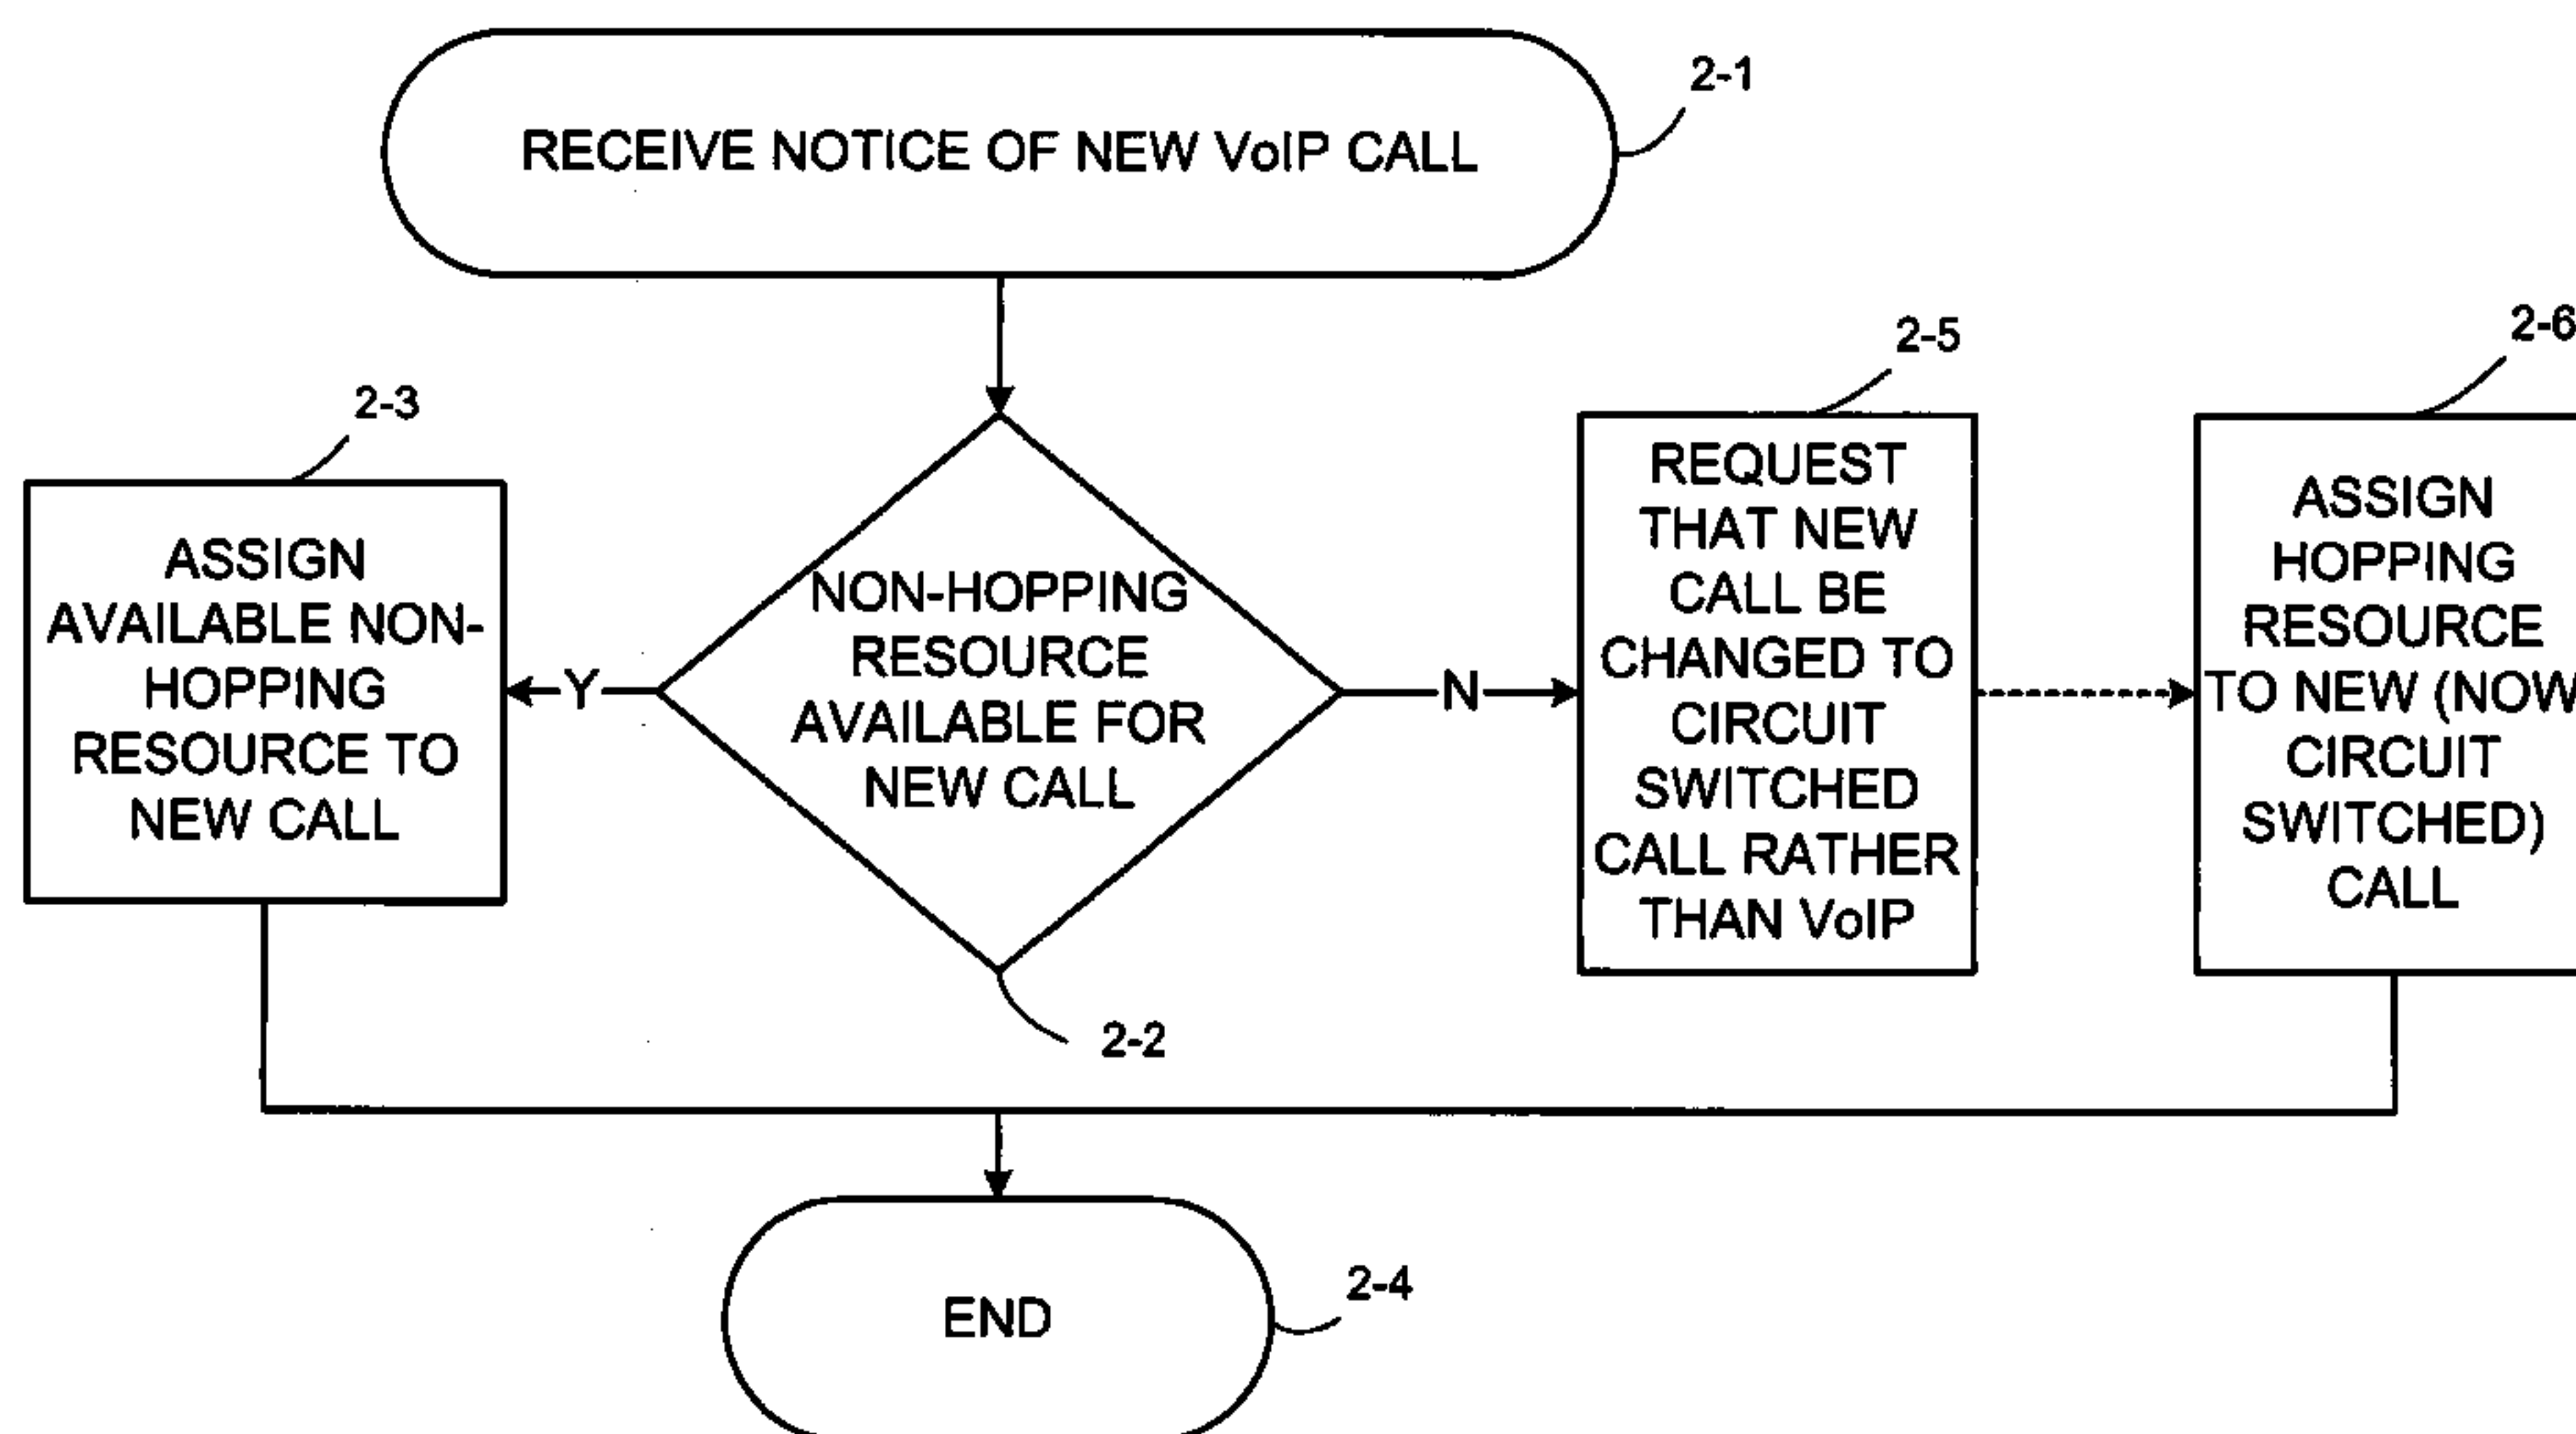 2-1
RECEIVE NOTICE OF NEW VoIP CALL
2-3
ASSIGN
AVAILABLE NON-
HOPPING
RESOURCE TO
NEW CALL
Y
NON-HOPPING
RESOURCE
AVAILABLE FOR
NEW CALL
2-2
N
2-5
REQUEST
THAT NEW
CALL BE
CHANGED TO
CIRCUIT
SWITCHED
CALL RATHER
THAN VoIP
2-6
ASSIGN
HOPPING
RESOURCE
TO NEW (NOW
CIRCUIT
SWITCHED)
CALL
END
2-4